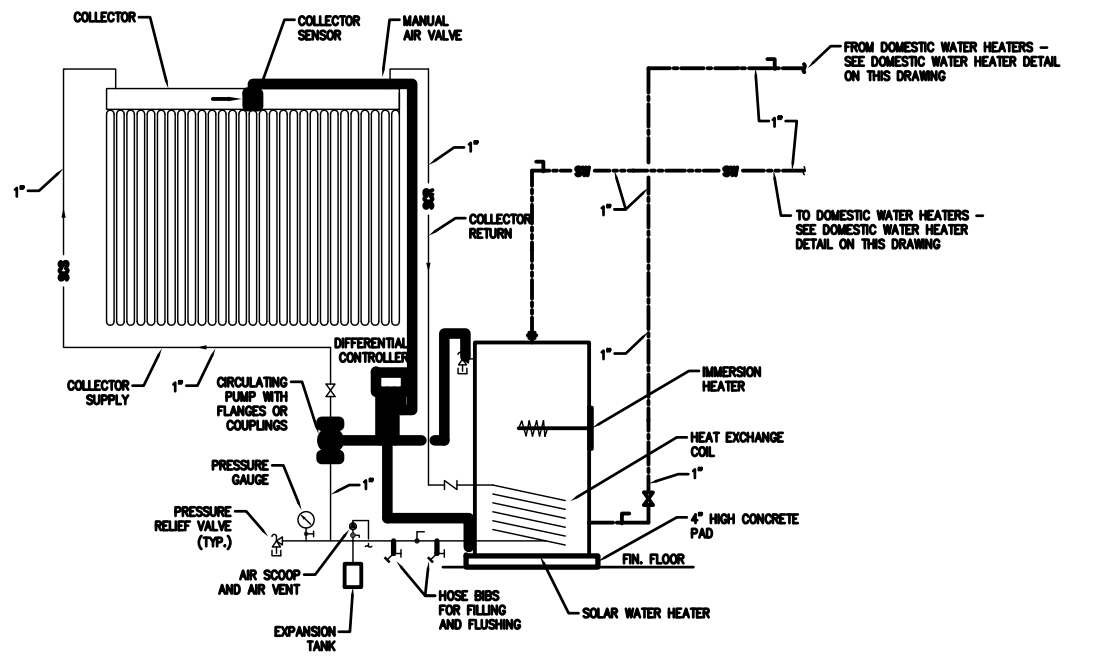 COLLECTOR
COLLECTOR
SENSOR
MANUAL
AIR VALVE
FROM DOMESTIC WATER HEATERS -
SEE DOMESTIC WATER HEATER DETAIL
ON THIS DRAWING
1"
1"
1"
SW
SW
SCR
1"
COLLECTOR
RETURN
TO DOMESTIC WATER HEATERS -
SEE DOMESTIC WATER HEATER
DETAIL ON THIS DRAWING
SCS
DIFFERENTIAL
CONTROLLER
1"
COLLECTOR
SUPPLY
1"
CIRCULATING
PUMP WITH
FLANGES OR
COUPLINGS
IMMERSION
HEATER
HEAT EXCHANGE
COIL
PRESSURE
GAUGE
1"
1"
PRESSURE
RELIEF VALVE
(TYP.)
4" HIGH CONCRETE
PAD
FIN. FLOOR
AIR SCOOP
AND AIR VENT
HOSE BIBS
FOR FILLING
AND FLUSHING
SOLAR WATER HEATER
EXPANSION
TANK